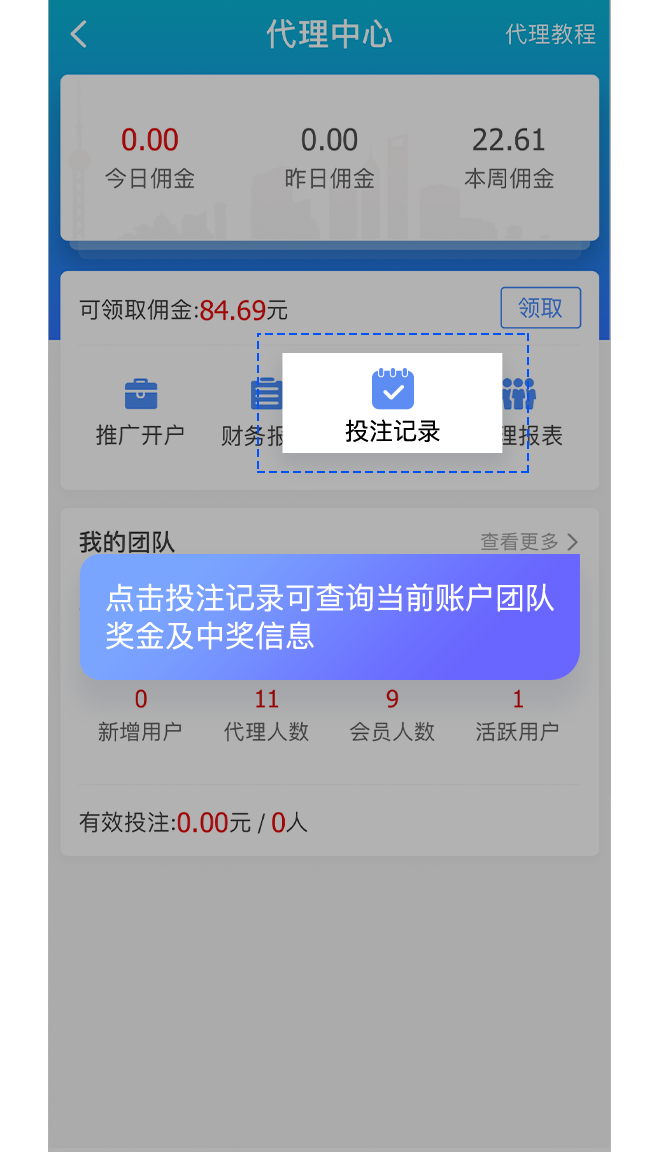 代理中心
代理教程
0.00 0.00 22.61
今日佣金 昨日佣金 本周佣金
可领取佣金:84.69元 领取
推广开户 财务报 投注记录 理报表
我的团队 查看更多
点击投注记录可查询当前账户团队
奖金及中奖信息
0 11 9 1
新增用户 代理人数 会员人数 活跃用户
有效投注:0.00元 / 0人